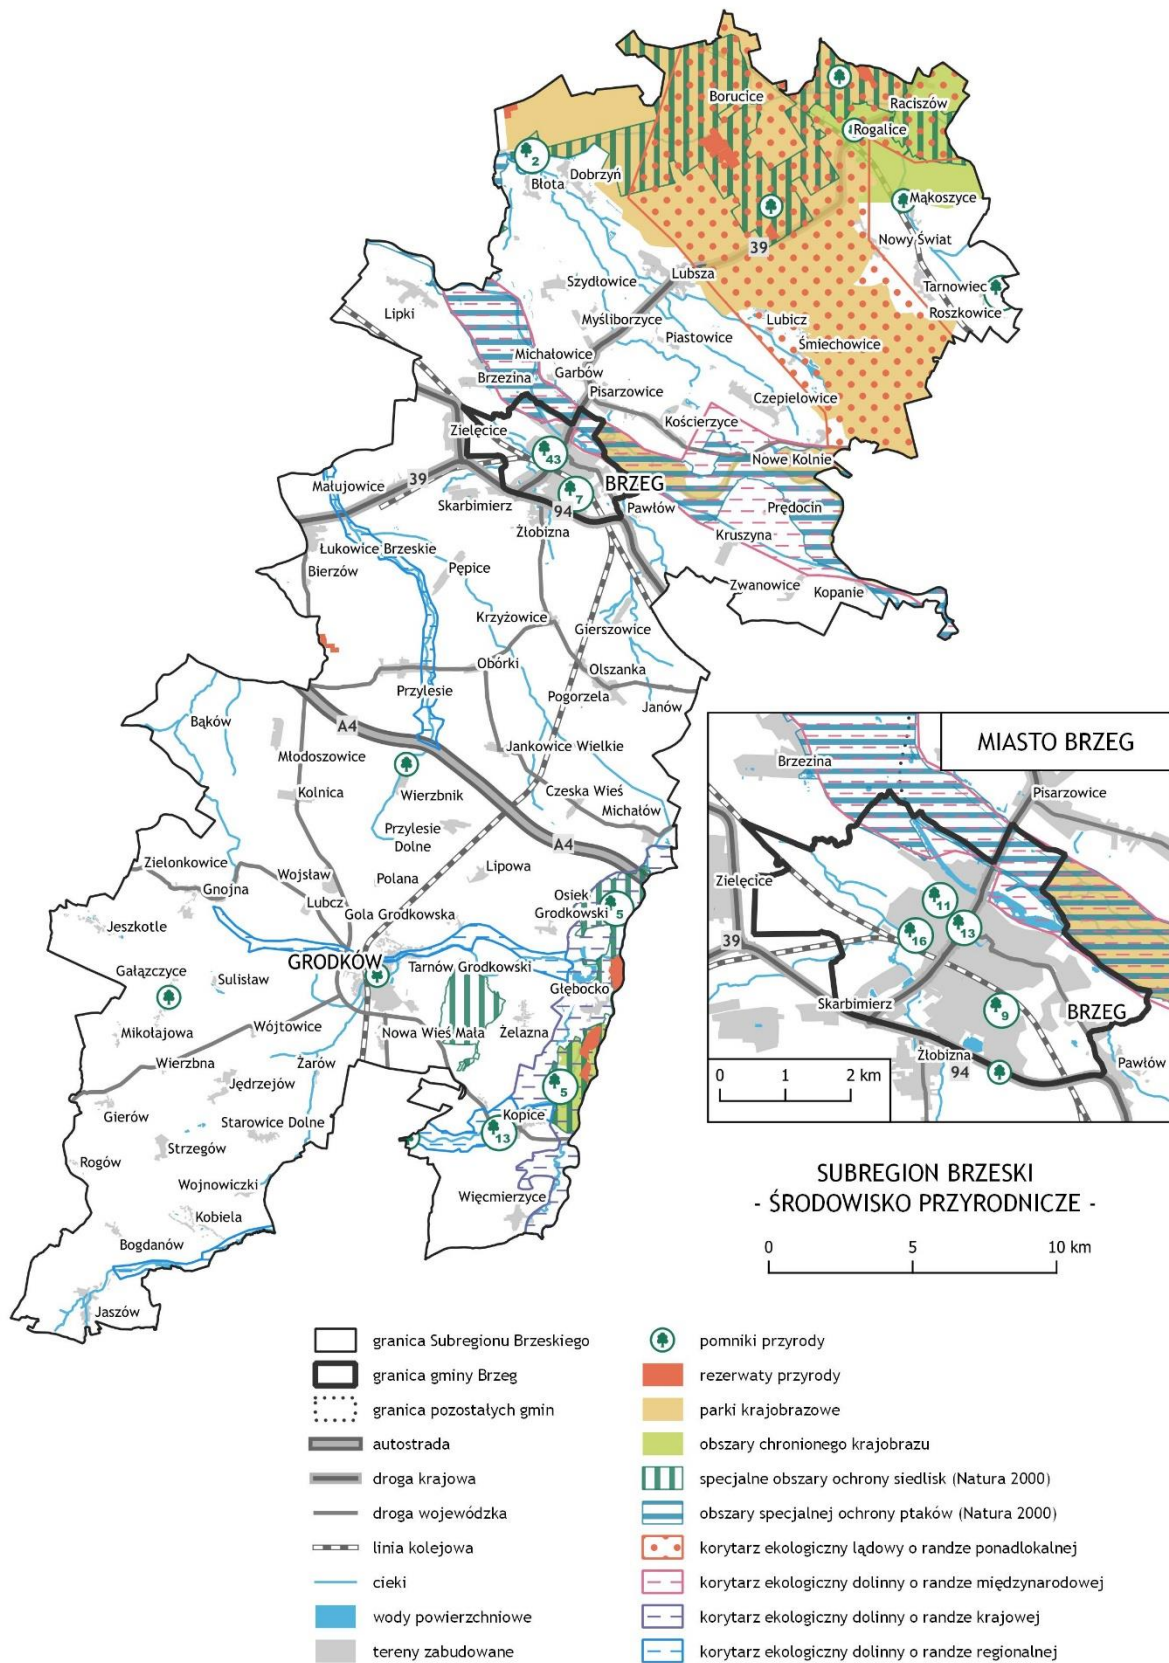 Borucice
Raciszów
Rogalice
2
Błota
Dobrzyń
Mąkoszyce
Nowy Świat
39
Szydłowice
Lubsza
Tarnowiec
Roszkowice
Lipki
Myśliborzyce
Lubicz
Piastowice
Śmiechowice
Michałowice
Garbów
Brzezina
Pisarzowice
Czepielowice
Kościerzyce
Zielęcice
43
Nowe Kolnie
39
Małujowice
Skarbimierz
7
BRZEG
94
Pawłów
Prędocin
Żłobizna
Kruszyna
Łukowice Brzeskie
Bierzów
Pępice
Zwanowice
Kopanie
Krzyżowice
Gierszowice
Obórki
Olszanka
Przylesie
Pogorzela
Janów
Bąków
A4
Młodoszowice
Jankowice Wielkie
Kolnica
Wierzbnik
Czeska Wieś
Michałów
Przylesie
Dolne
A4
Zielonkowice
Gnojna
Wojsław
Polana
Lipowa
Osiek
Grodkowski
5
Lubcz
Gola Grodkowska
Jeszkotle
GRODKÓW
Tarnów Grodkowski
Gałązczyce
Sulisław
Głębocko
Mikołajowa
Wójtowice
Nowa Wieś Mała
Żelazna
Wierzbna
Żarów
Jędrzejów
5
Gierów
Starowice Dolne
Kopice
13
Strzegów
Rogów
Wojnowiczki
Więcmierzyce
Kobiela
Bogdanów
Jaszów
MIASTO BRZEG
Brzezina
Pisarzowice
Zielęcice
11
16
13
39
Skarbimierz
9
BRZEG
Żłobizna
94
Pawłów
0 1 2 km
SUBREGION BRZESKI
- ŚRODOWISKO PRZYRODNICZE -
0 5 10 km
granica Subregionu Brzeskiego
granica gminy Brzeg
granica pozostałych gmin
autostrada
droga krajowa
droga wojewódzka
linia kolejowa
cieki
wody powierzchniowe
tereny zabudowane
pomniki przyrody
rezerwaty przyrody
parki krajobrazowe
obszary chronionego krajobrazu
specjalne obszary ochrony siedlisk (Natura 2000)
obszary specjalnej ochrony ptaków (Natura 2000)
korytarz ekologiczny lądowy o randze ponadlokalnej
korytarz ekologiczny dolinny o randze międzynarodowej
korytarz ekologiczny dolinny o randze krajowej
korytarz ekologiczny dolinny o randze regionalnej